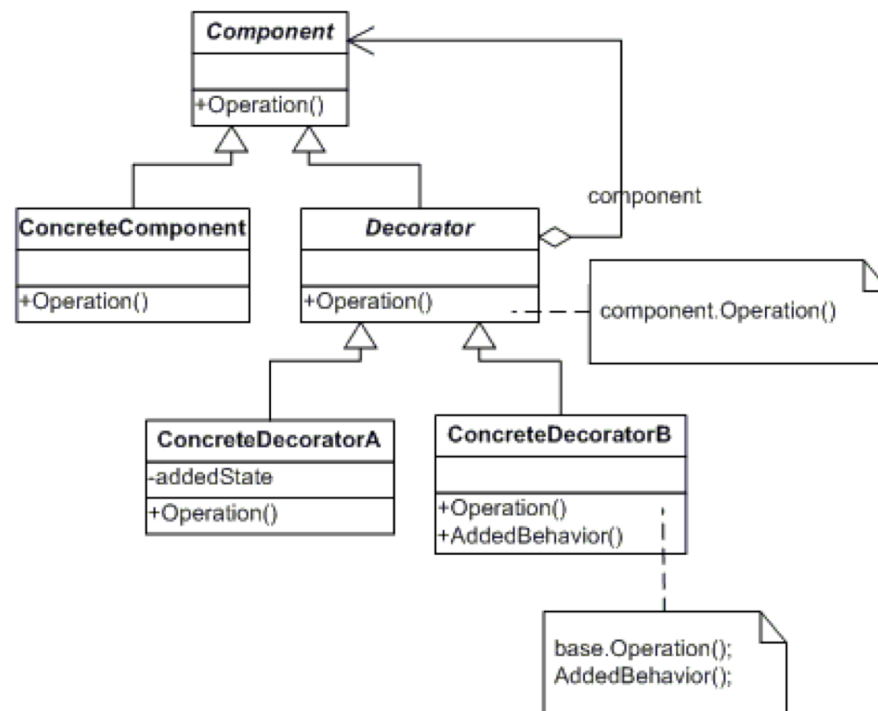 Component
+Operation()
component
ConcreteComponent
+Operation()
Decorator
+Operation()
component.Operation()
ConcreteDecoratorA
-addedState
+Operation()
ConcreteDecoratorB
+Operation()
+AddedBehavior()
base.Operation();
AddedBehavior();